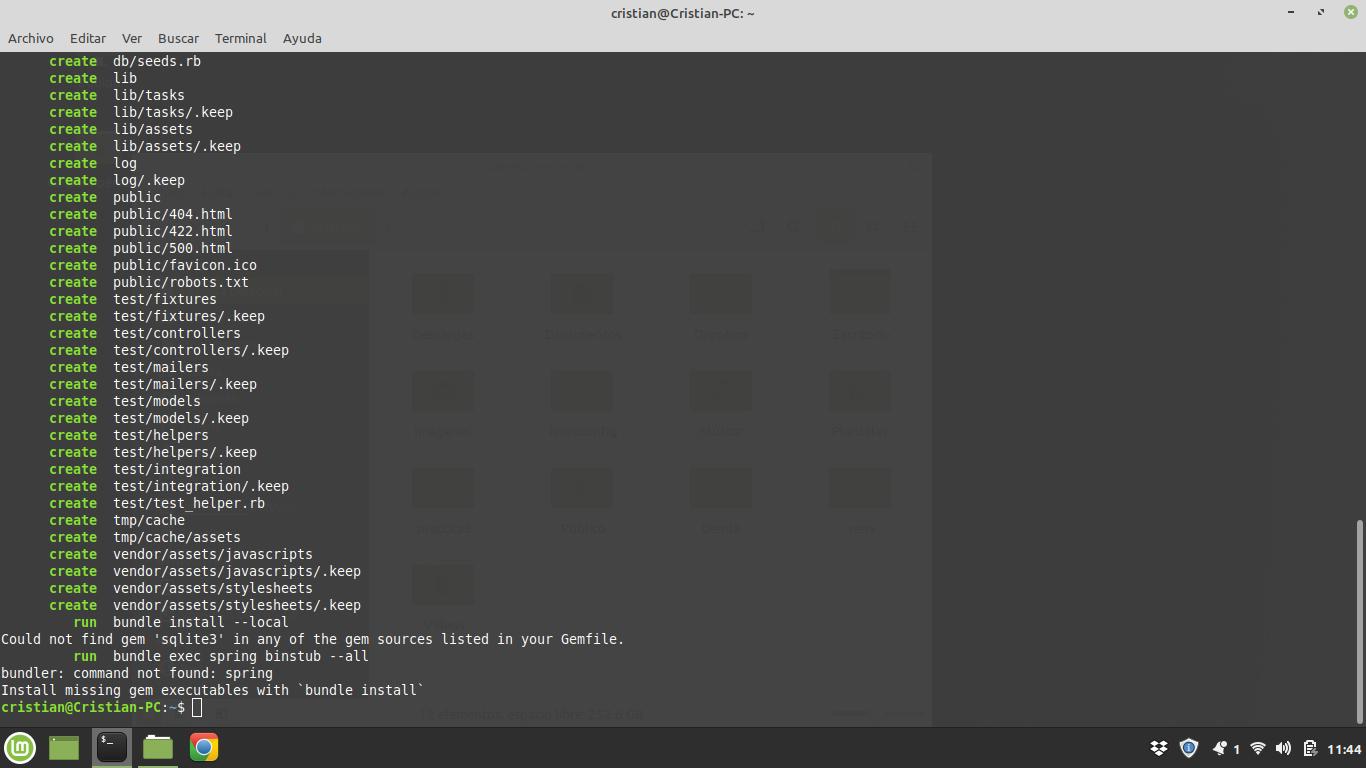 cristian@Cristian-PC: ~
Archivo Editar Ver Buscar Terminal Ayuda
create db/seeds.rb
create lib
create lib/tasks
create lib/tasks/.keep
create lib/assets
create lib/assets/.keep
create log
create log/.keep
create public
create public/404.html
create public/422.html
create public/500.html
create public/favicon.ico
create public/robots.txt
create test/fixtures
create test/fixtures/.keep
create test/controllers
create test/controllers/.keep
create test/mailers
create test/mailers/.keep
create test/models
create test/models/.keep
create test/helpers
create test/helpers/.keep
create test/integration
create test/integration/.keep
create test/test_helper.rb
create tmp/cache
create tmp/cache/assets
create vendor/assets/javascripts
create vendor/assets/javascripts/.keep
create vendor/assets/stylesheets
create vendor/assets/stylesheets/.keep
run bundle install --local
Could not find gem 'sqlite3' in any of the gem sources listed in your Gemfile.
run bundle exec spring binstub --all
bundler: command not found: spring
Install missing gem executables with `bundle install`
cristian@Cristian-PC:~$
1 11:44